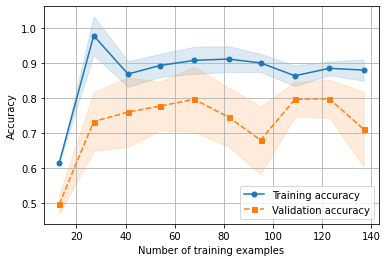 1.0
0.9
0.8
0.7
0.6
0.5
Accuracy
Training accuracy
Validation accuracy
20 40 60 80 100 120 140
Number of training examples